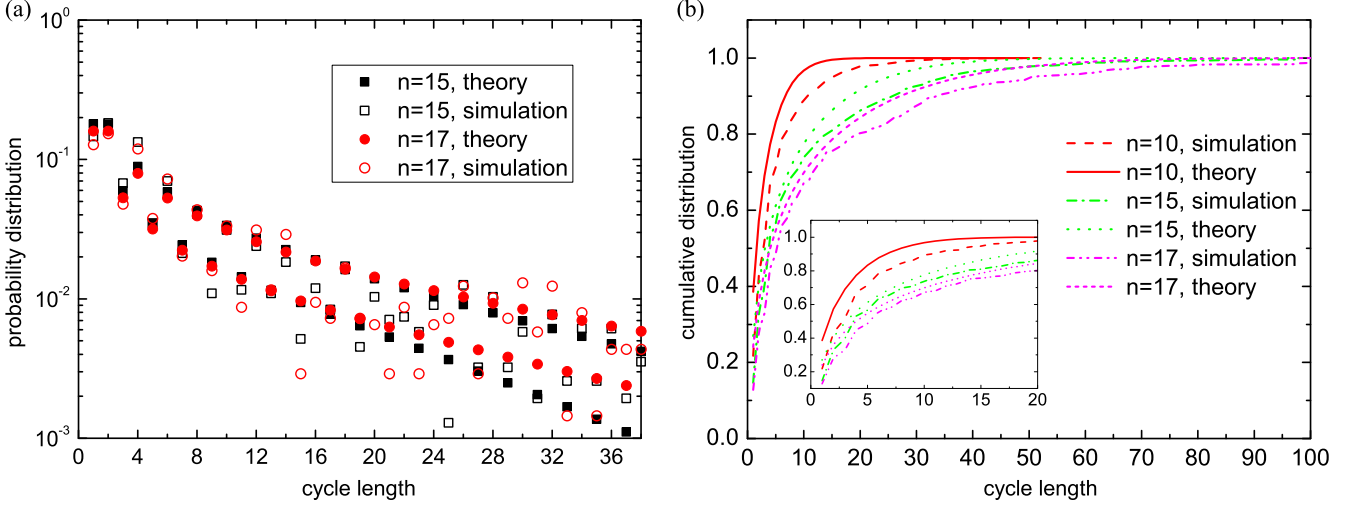 (a)
10^0
10^-1
10^-2
10^-3
probability distribution
n=15, theory
n=15, simulation
n=17, theory
n=17, simulation
0 4 8 12 16 20 24 28 32 36
cycle length
(b)
1.0
0.8
0.6
0.4
0.2
0.0
cumulative distribution
n=10, simulation
n=10, theory
n=15, simulation
n=15, theory
n=17, simulation
n=17, theory
1.0
0.8
0.6
0.4
0.2
0 5 10 15 20
0 10 20 30 40 50 60 70 80 90 100
cycle length